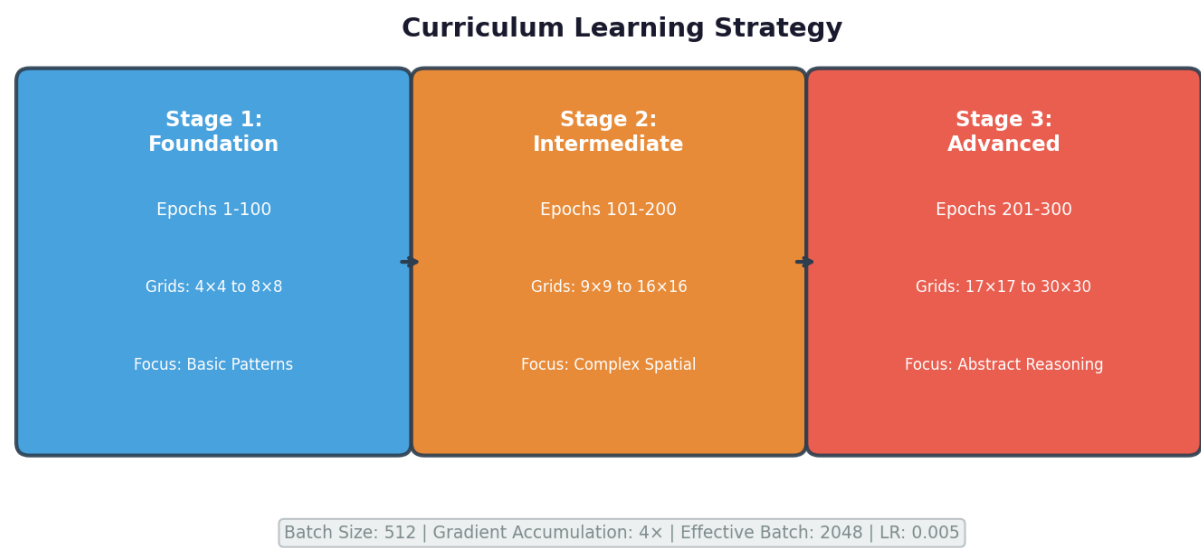 Curriculum Learning Strategy
Stage 1:
Foundation
Epochs 1-100
Grids: 4×4 to 8×8
Focus: Basic Patterns
Stage 2:
Intermediate
Epochs 101-200
Grids: 9×9 to 16×16
Focus: Complex Spatial
Stage 3:
Advanced
Epochs 201-300
Grids: 17×17 to 30×30
Focus: Abstract Reasoning
Batch Size: 512 | Gradient Accumulation: 4× | Effective Batch: 2048 | LR: 0.005